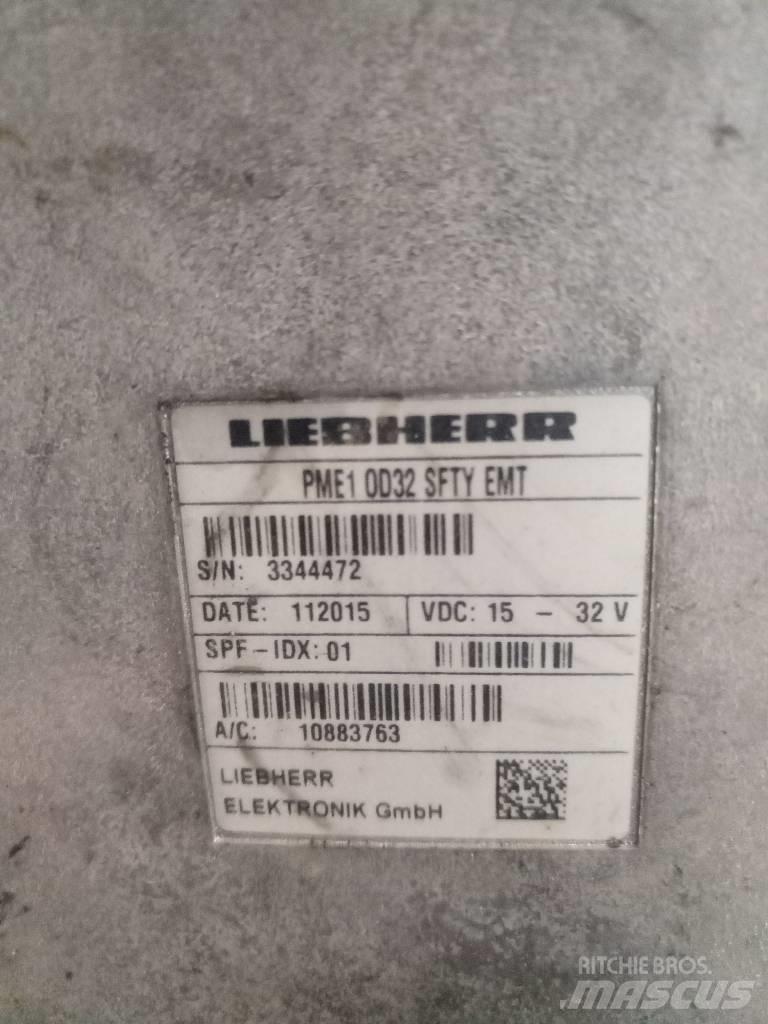 LIEBHERR
PME1 OD32 SFTY EMT
S/N: 3344472
DATE: 112015 VDC: 15 - 32 V
SPF-IDX: 01
A/C: 10883763
LIEBHERR
ELEKTRONIK GmbH
RITCHIE BROS.
MASCUS